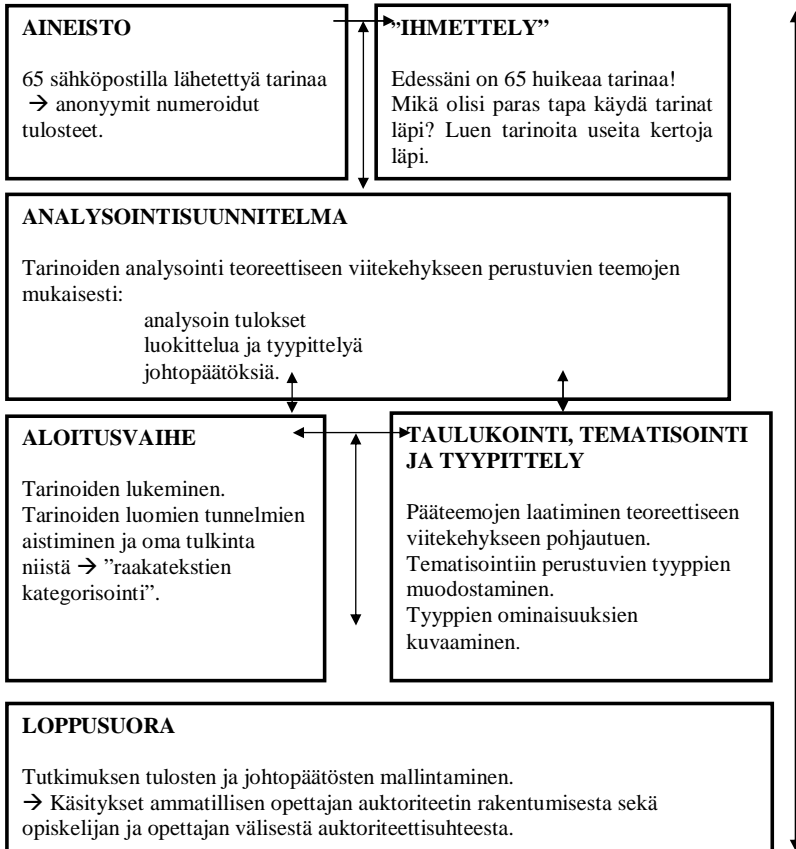 AINEISTO
65 sähköpostilla lähetettyä tarinaa
→ anonyymit numeroidut
tulosteet.
”IHMETTELY”
Edessäni on 65 huikeaa tarinaa!
Mikä olisi paras tapa käydä tarinat
läpi? Luen tarinoita useita kertoja
läpi.
ANALYSOINTISUUNNITELMA
Tarinoiden analysointi teoreettiseen viitekehykseen perustuvien teemojen
mukaisesti:
analysoin tulokset
luokittelua ja tyypittelyä
johtopäätöksiä.
ALOITUSVAIHE
Tarinoiden lukeminen.
Tarinoiden luomien tunnelmien
aistiminen ja oma tulkinta
niistä → ”raakatekstien
kategorisointi”.
TAULUKOINTI, TEMATISOINTI
JA TYYPITTELY
Pääteemojen laatiminen teoreettiseen
viitekehykseen pohjautuen.
Tematisointiin perustuvien tyyppien
muodostaminen.
Tyyppien ominaisuuksien
kuvaaminen.
LOPPUSUORA
Tutkimuksen tulosten ja johtopäätösten mallintaminen.
→ Käsitykset ammatillisen opettajan auktoriteetin rakentumisesta sekä
opiskelijan ja opettajan välisestä auktoriteettisuhteesta.